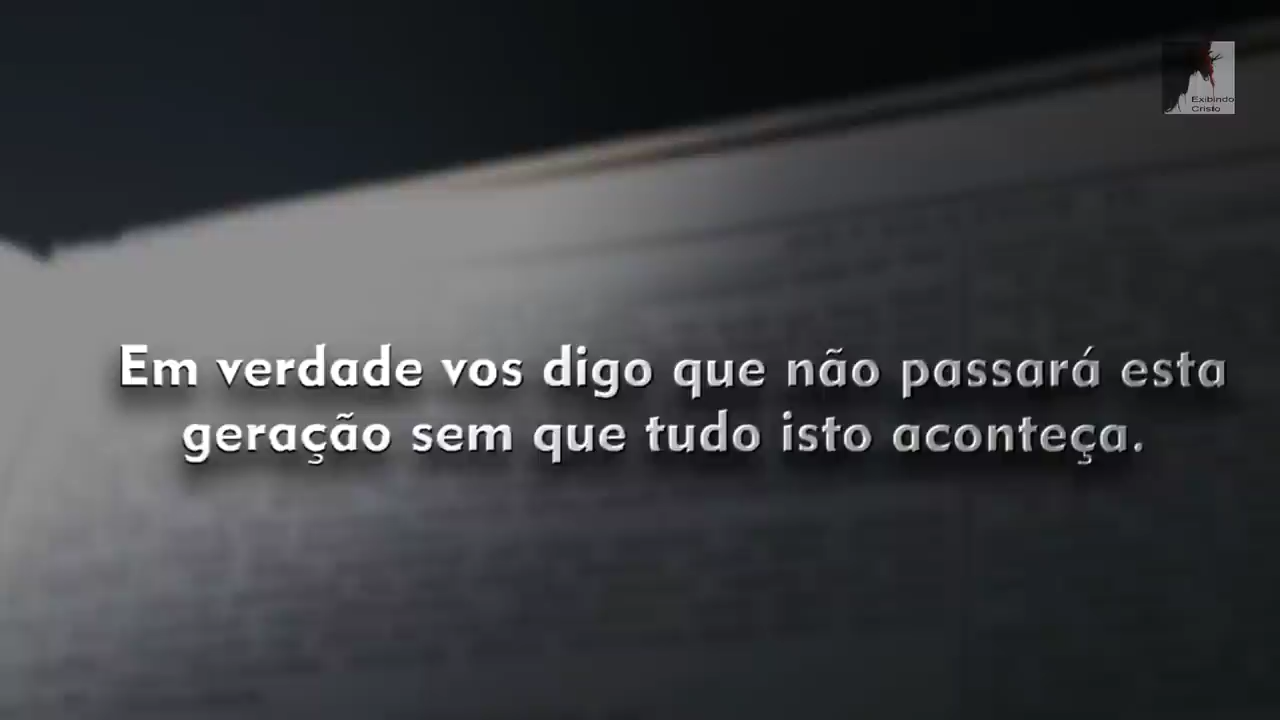 Exibindo
Cristo
Em verdade vos digo que não passará esta
geração sem que tudo isto aconteça.